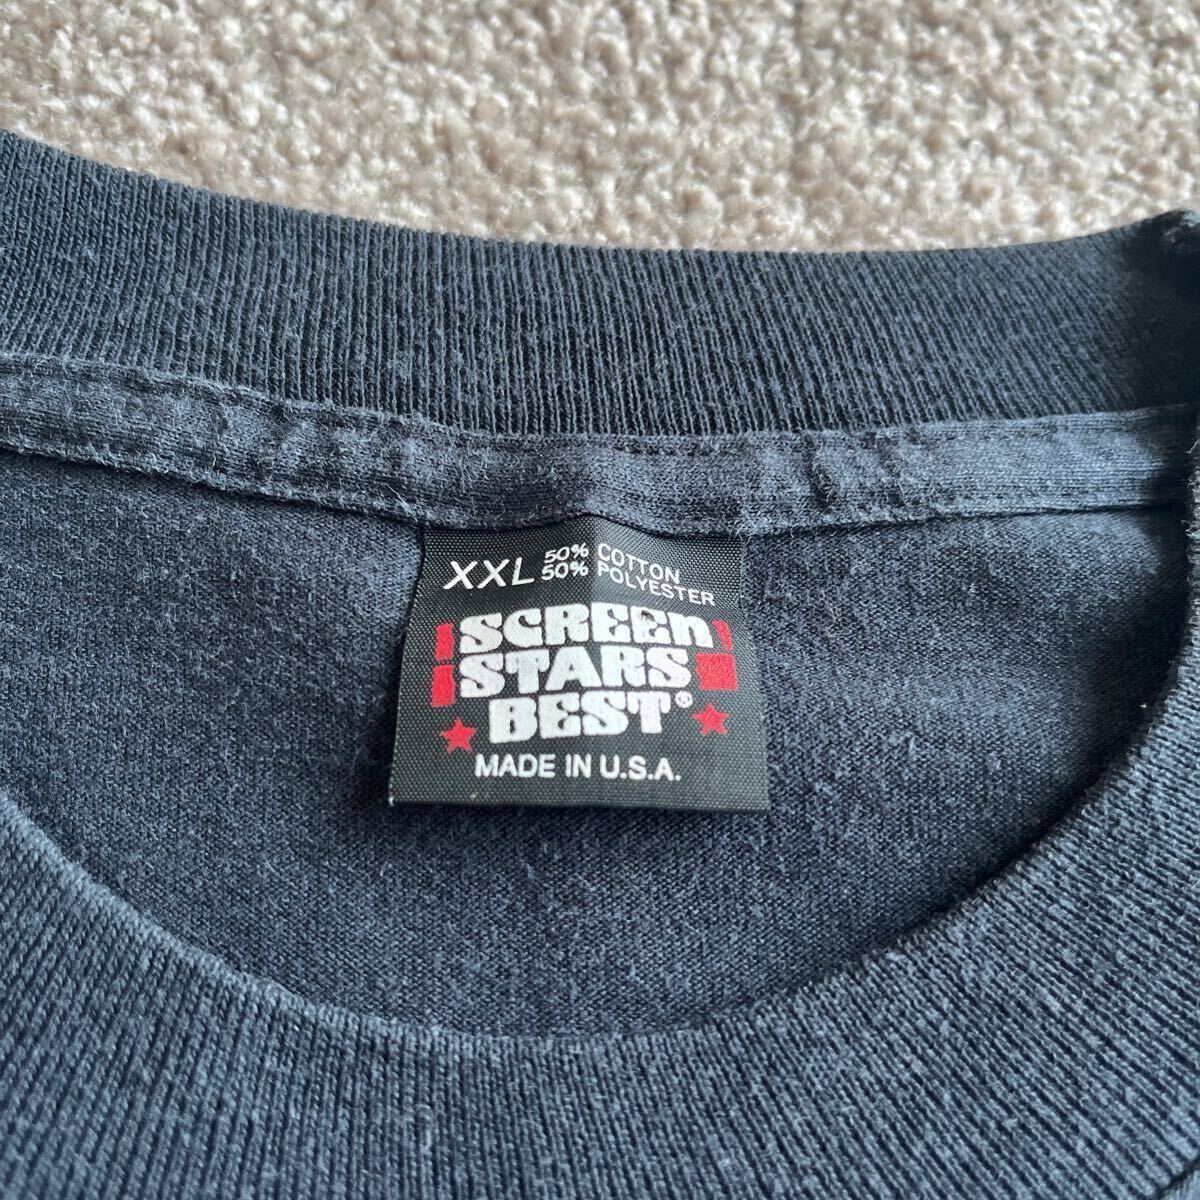 XXL 50% COTTON
50% POLYESTER
SCREEn
STARS
BEST®
MADE IN U.S.A.